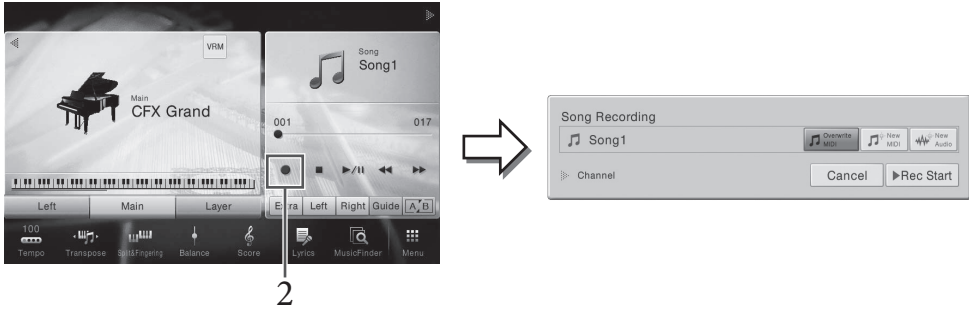 VRM
Main
CFX Grand
Song
Song1
001 017
Left Main Layer
Extra Left Right Guide A B
100
Tempo Transpose Split&Fingering Balance Score Lyrics MusicFinder Menu
2
Song Recording
Song1
Overwrite MIDI
New MIDI
New Audio
Channel
Cancel
Rec Start